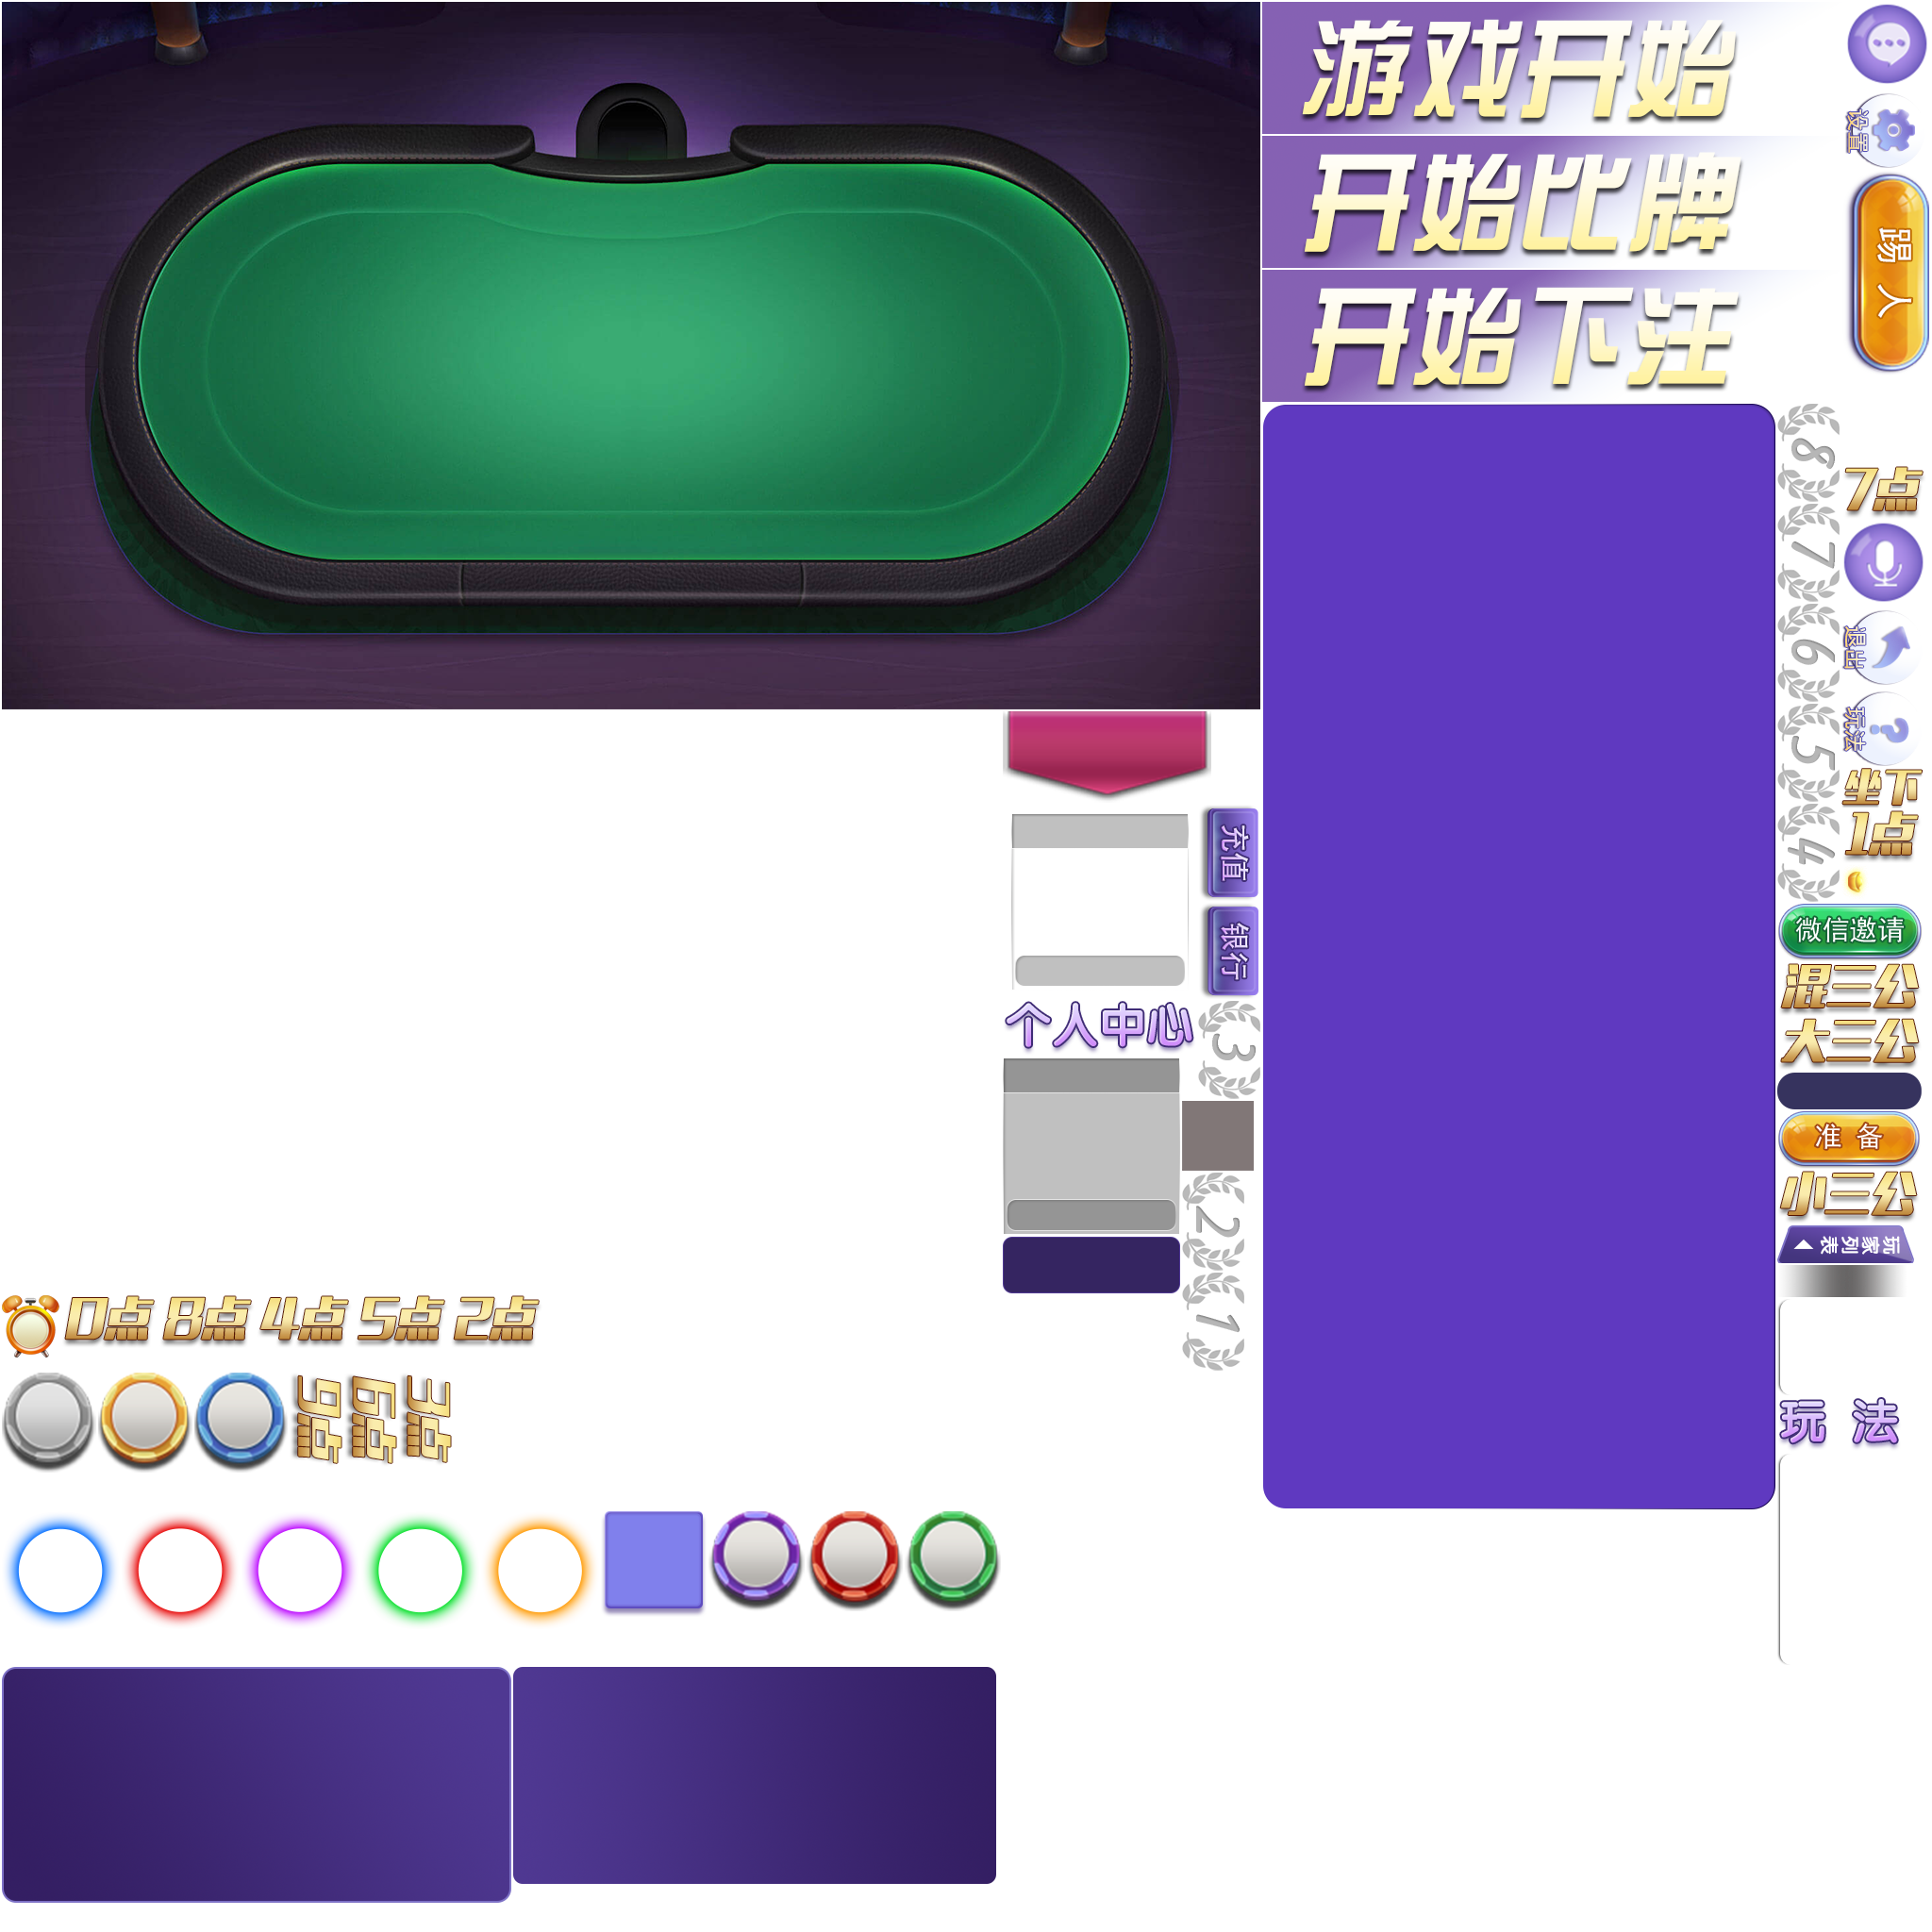 游戏开始
开始比牌
开始下注
设置
踢人
8
7点
7
退出
6
玩法
5
坐下
1点
4
充值
微信邀请
银行
混三公
个人中心
3
大三公
准备
2
小三公
玩家列表
1
0点 8点 4点 5点 2点
9点 6点 3点
玩法